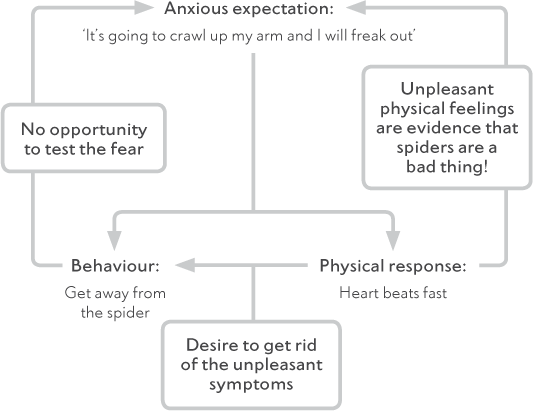 Anxious expectation:
‘It’s going to crawl up my arm and I will freak out’
No opportunity
to test the fear
Unpleasant
physical feelings
are evidence that
spiders are a
bad thing!
Behaviour:
Get away from
the spider
Physical response:
Heart beats fast
Desire to get rid
of the unpleasant
symptoms